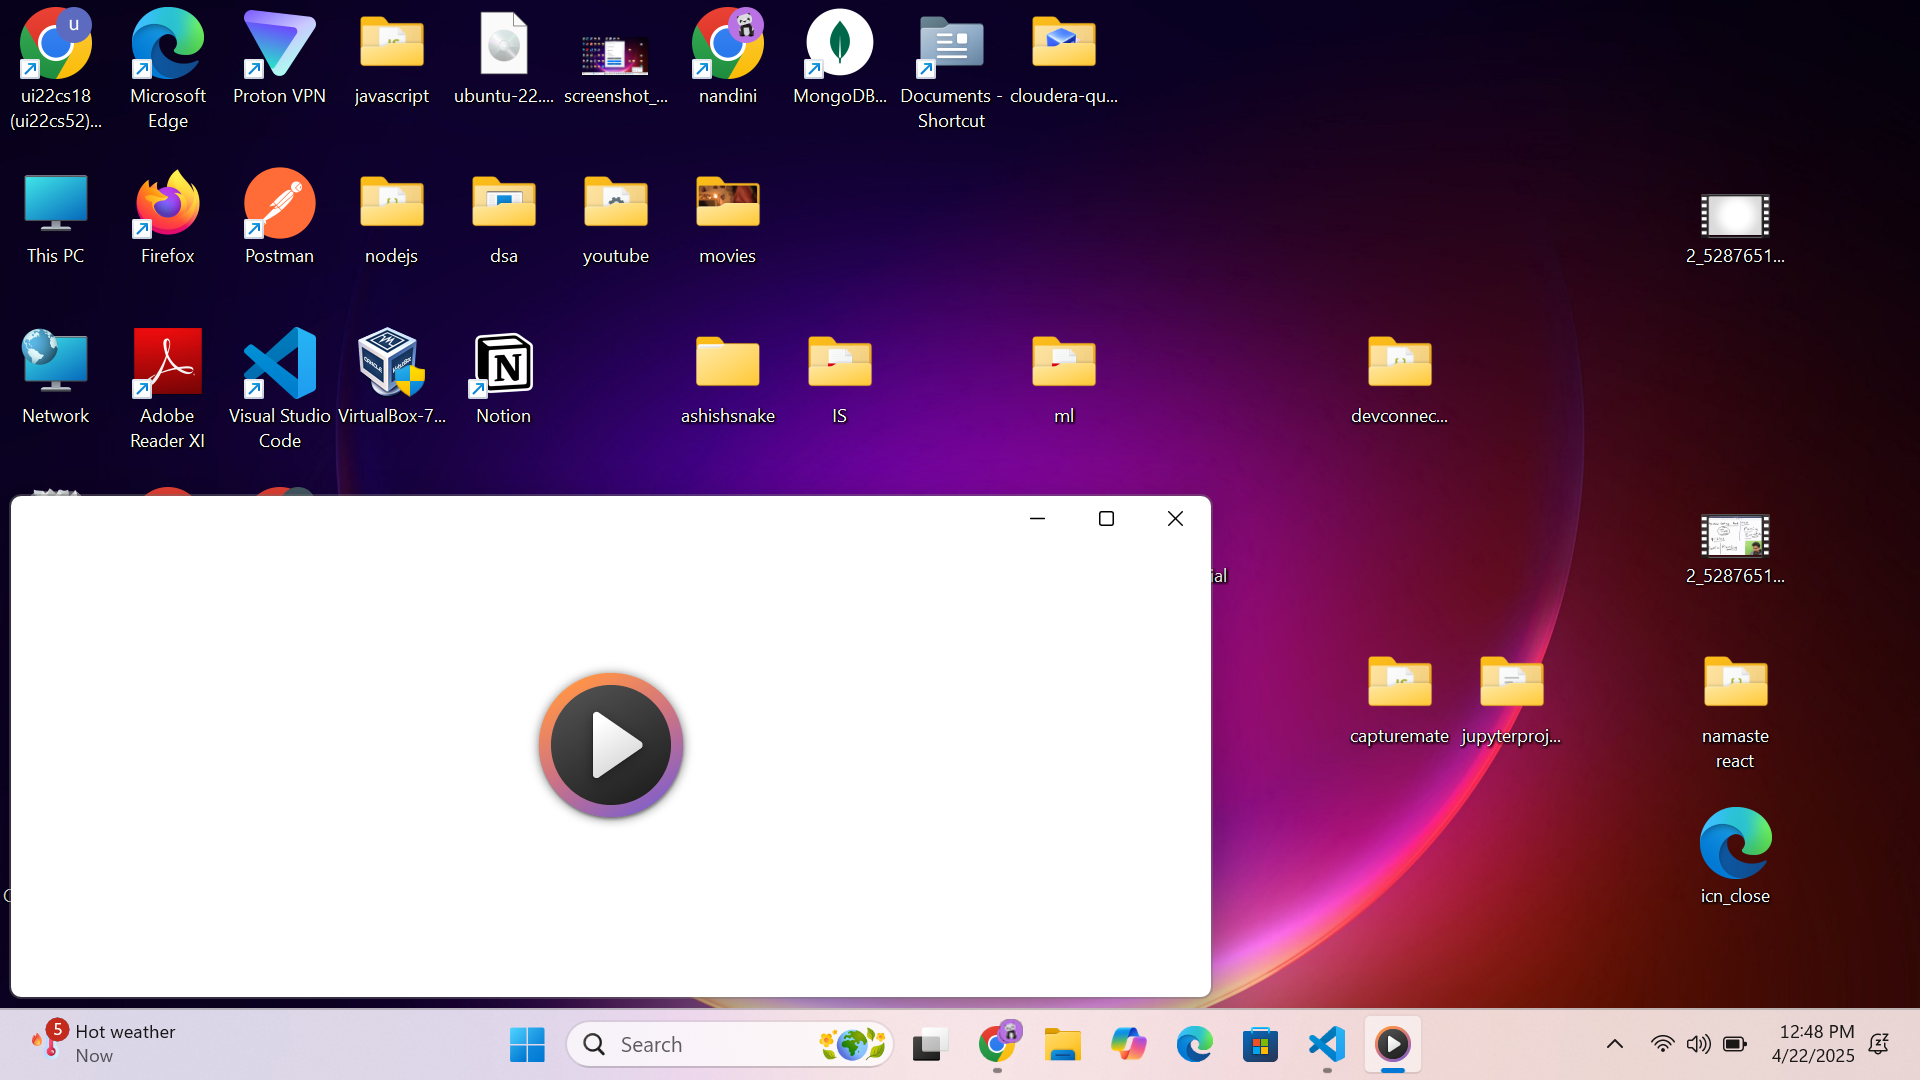 ui22cs18
(ui22cs52)...
Microsoft
Edge
Proton VPN
javascript
ubuntu-22....
screenshot_...
nandini
MongoDB...
Documents -
Shortcut
cloudera-qu...
This PC
Firefox
Postman
nodejs
dsa
youtube
movies
2_5287651...
Network
Adobe
Reader XI
Visual Studio
Code
VirtualBox-7...
Notion
ashishsnake
IS
ml
devconnec...
ial
2_5287651...
capturemate
jupyterproj...
namaste
react
icn_close
5
Hot weather
Now
Search
12:48 PM
4/22/2025